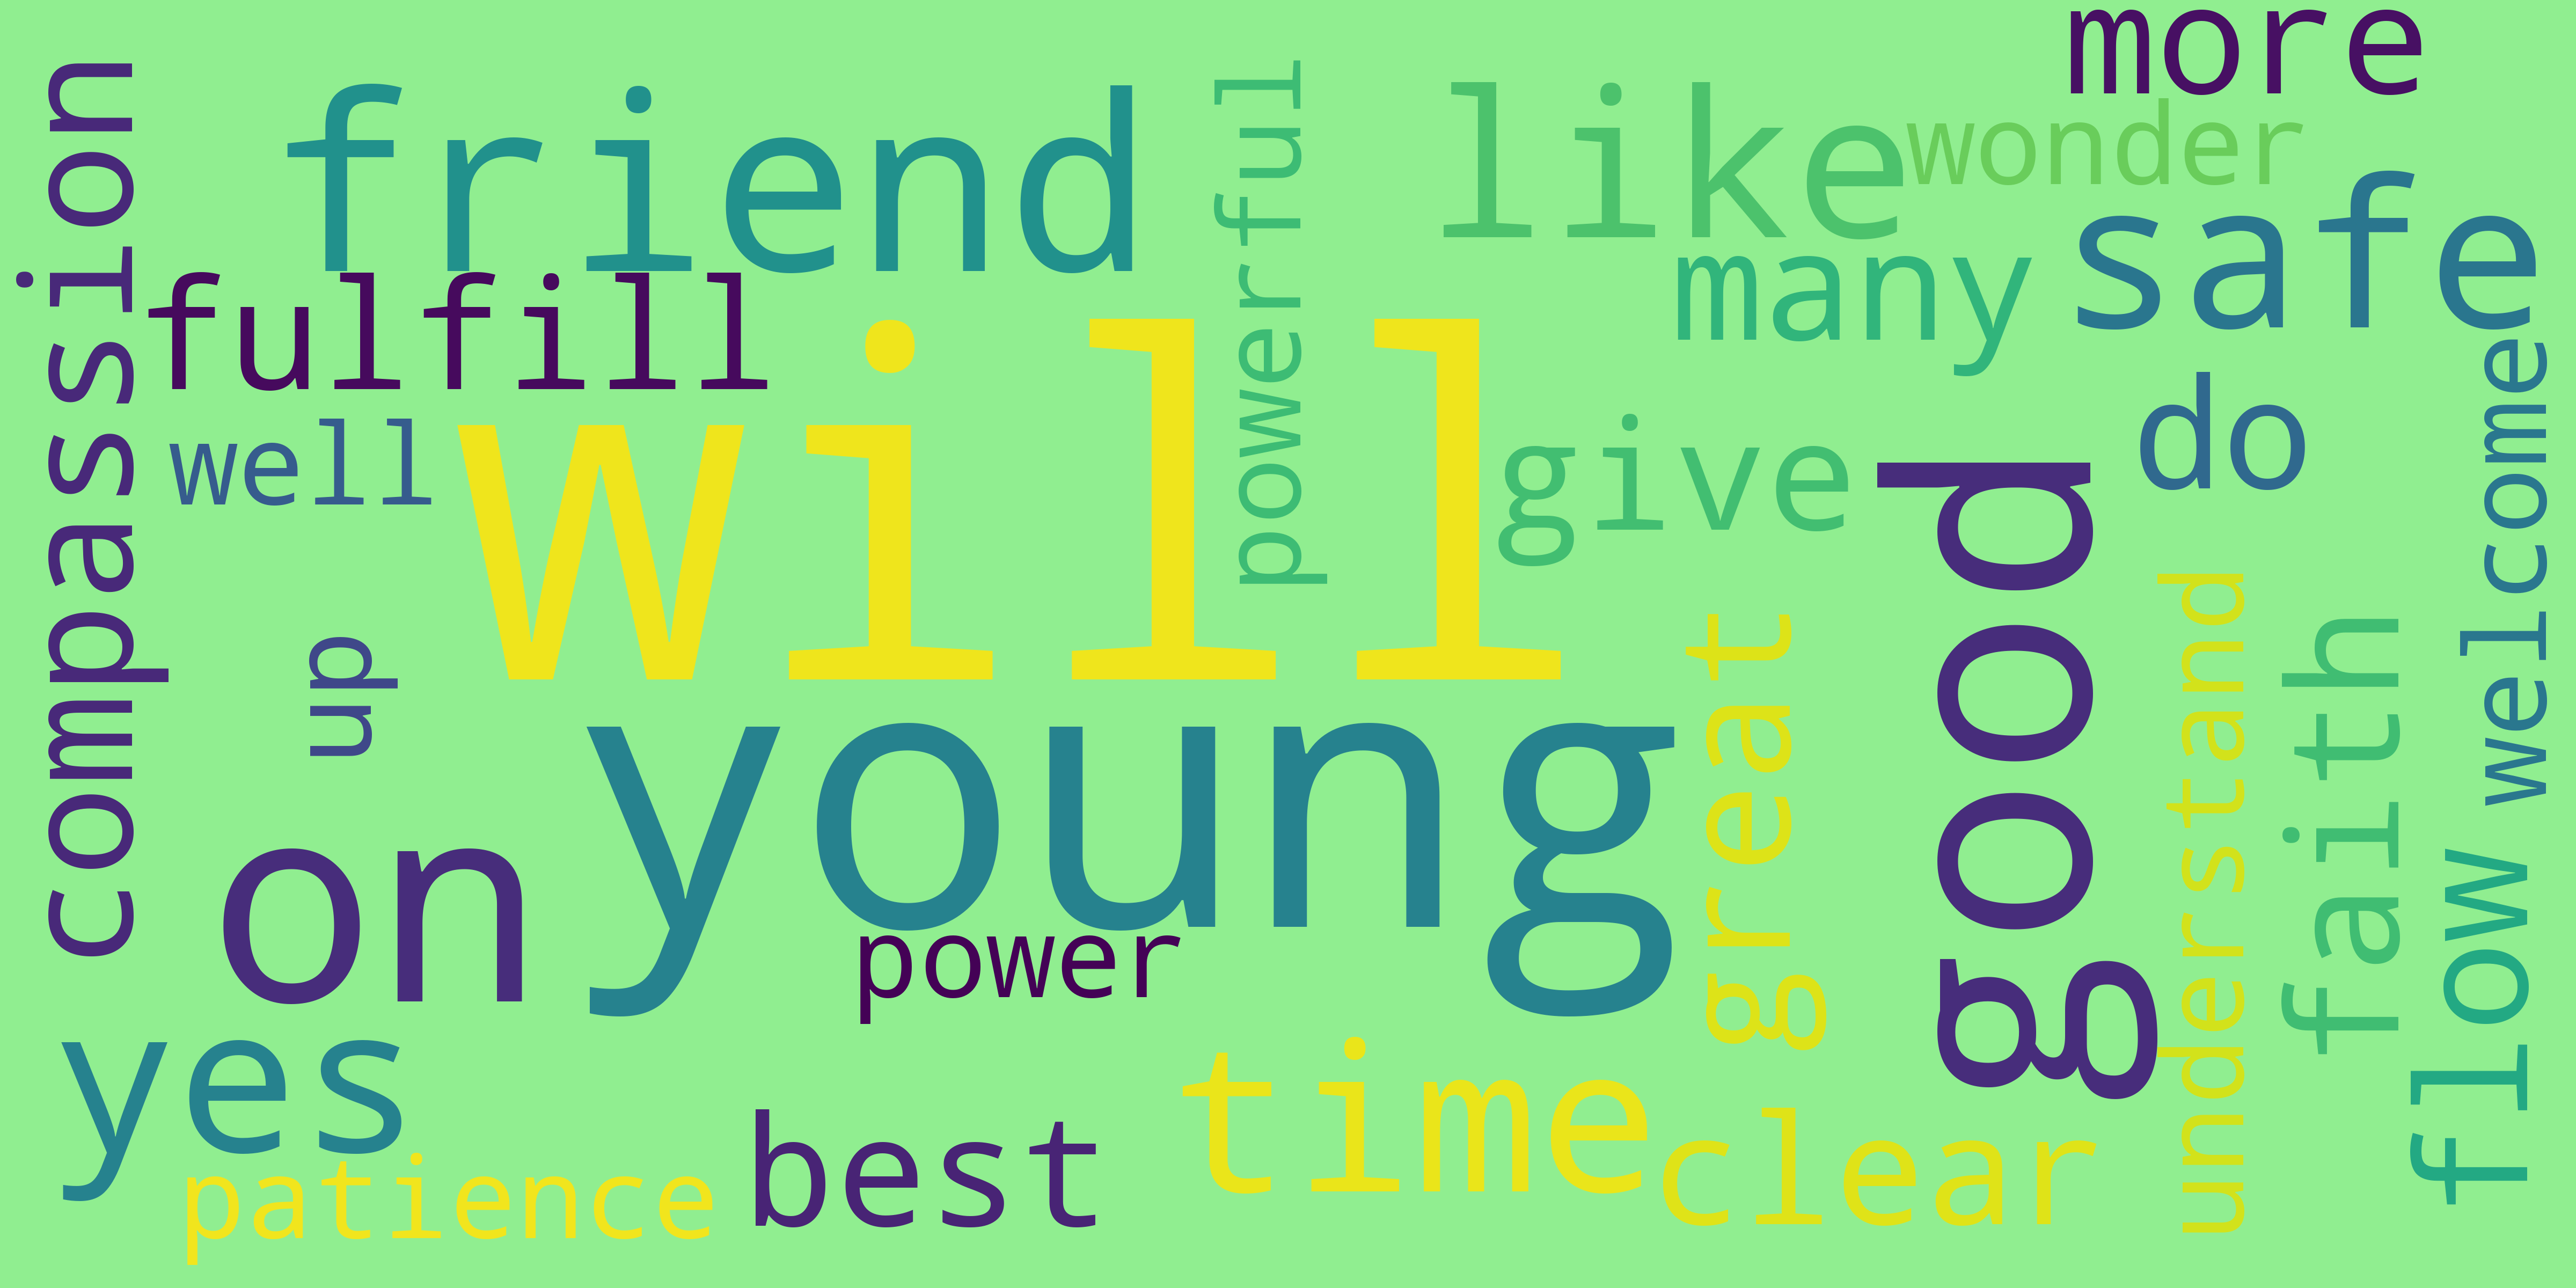 more
compassion
friend
powerful
like
wonder
safe
fulfill
many
will
well
give
do
welcome
good
up
young
great
understand
faith
on
power
flow
yes
time
best
clear
patience